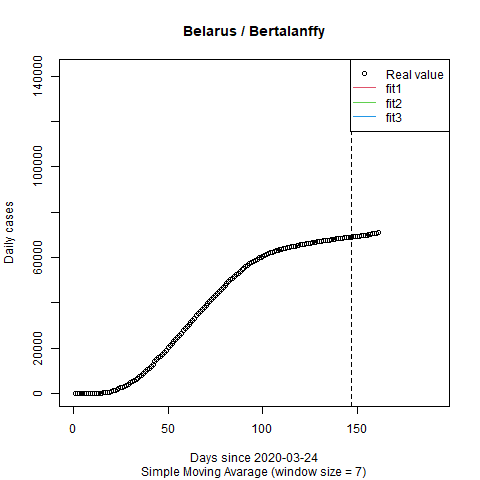 Belarus / Bertalanffy
Real value
fit1
fit2
fit3
Daily cases
0
20000
60000
100000
140000
0
50
100
150
Days since 2020-03-24
Simple Moving Avarage (window size = 7)